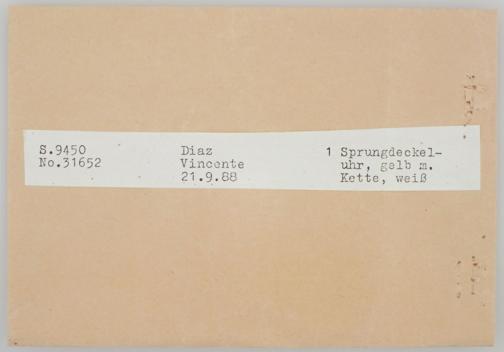 S.9450 Diaz 1 Sprungdeckel-
No.31652 Vincente uhr, gelb m.
21.9.88 Kette, weiß